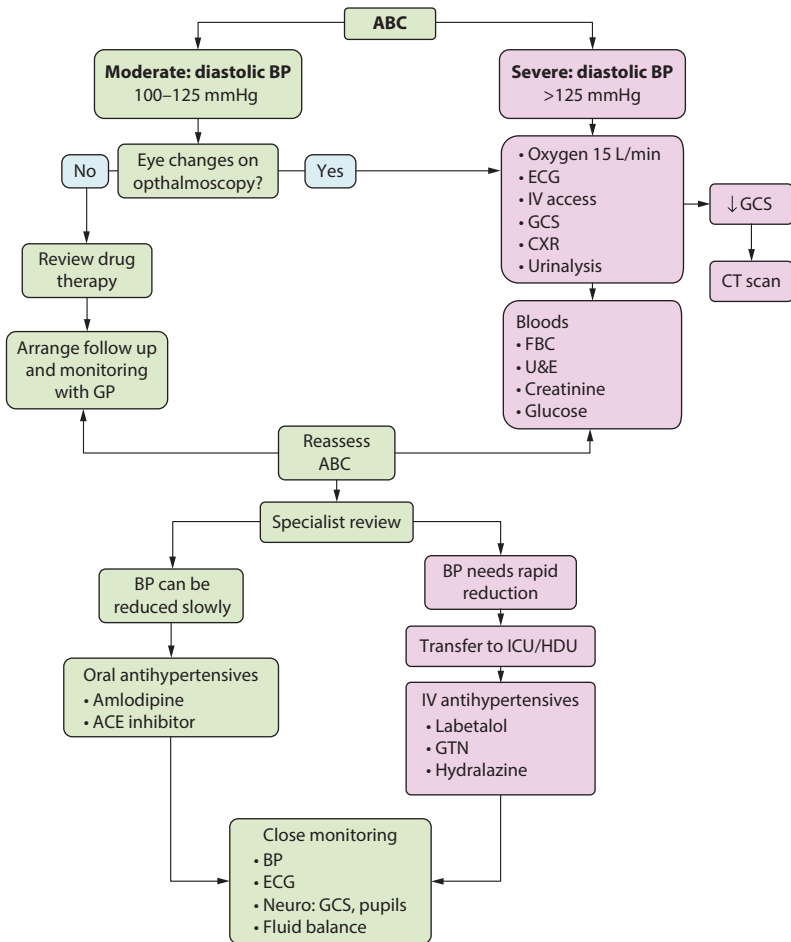 ABC
Moderate: diastolic BP
100–125 mmHg
Severe: diastolic BP
>125 mmHg
No
Eye changes on
opthalmoscopy?
Yes
• Oxygen 15 L/min
• ECG
• IV access
• GCS
• CXR
• Urinalysis
↓GCS
CT scan
Review drug
therapy
Arrange follow up
and monitoring
with GP
Bloods
• FBC
• U&E
• Creatinine
• Glucose
Reassess
ABC
Specialist review
BP can be
reduced slowly
BP needs rapid
reduction
Transfer to ICU/HDU
Oral antihypertensives
• Amlodipine
• ACE inhibitor
IV antihypertensives
• Labetalol
• GTN
• Hydralazine
Close monitoring
• BP
• ECG
• Neuro: GCS, pupils
• Fluid balance